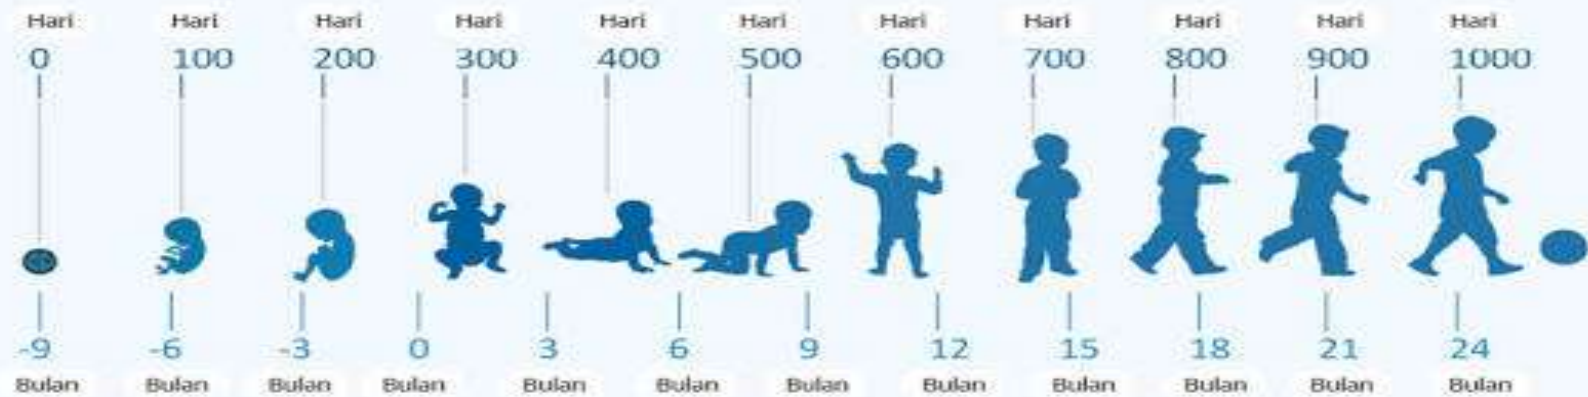 Hari Hari Hari Hari Hari Hari Hari Hari Hari Hari Hari
0 100 200 300 400 500 600 700 800 900 1000
-9 -6 -3 0 3 6 9 12 15 18 21 24
Bulan Bulan Bulan Bulan Bulan Bulan Bulan Bulan Bulan Bulan Bulan Bulan